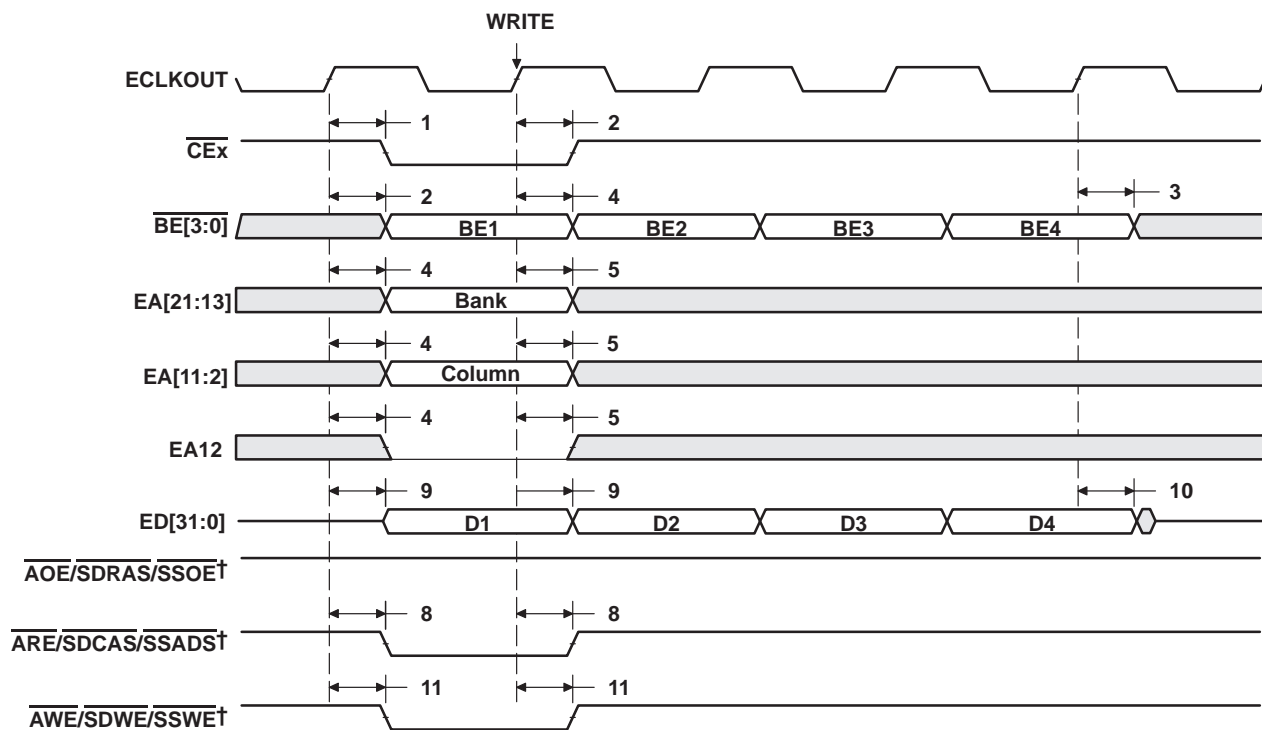 WRITE
ECLKOUT
1 2
CEx
2 4 3
BE[3:0] BE1 BE2 BE3 BE4
4 5
EA[21:13] Bank
4 5
EA[11:2] Column
4 5
EA12
9 9 10
ED[31:0] D1 D2 D3 D4
AOE/SDRAS/SSOE†
8 8
ARE/SDCAS/SSADS†
11 11
AWE/SDWE/SSWE†